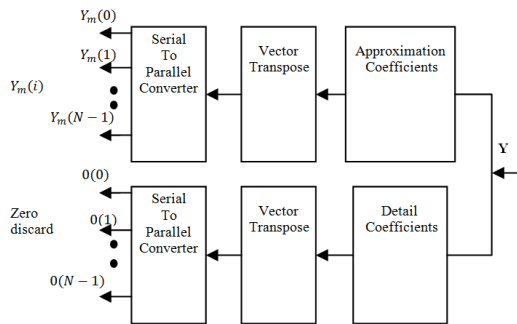 Y_m(0)
Y_m(1)
Y_m(i)
Y_m(N − 1)
Serial
To
Parallel
Converter
Vector
Transpose
Approximation
Coefficients
Y
0(0)
Zero
discard
0(1)
0(N − 1)
Serial
To
Parallel
Converter
Vector
Transpose
Detail
Coefficients